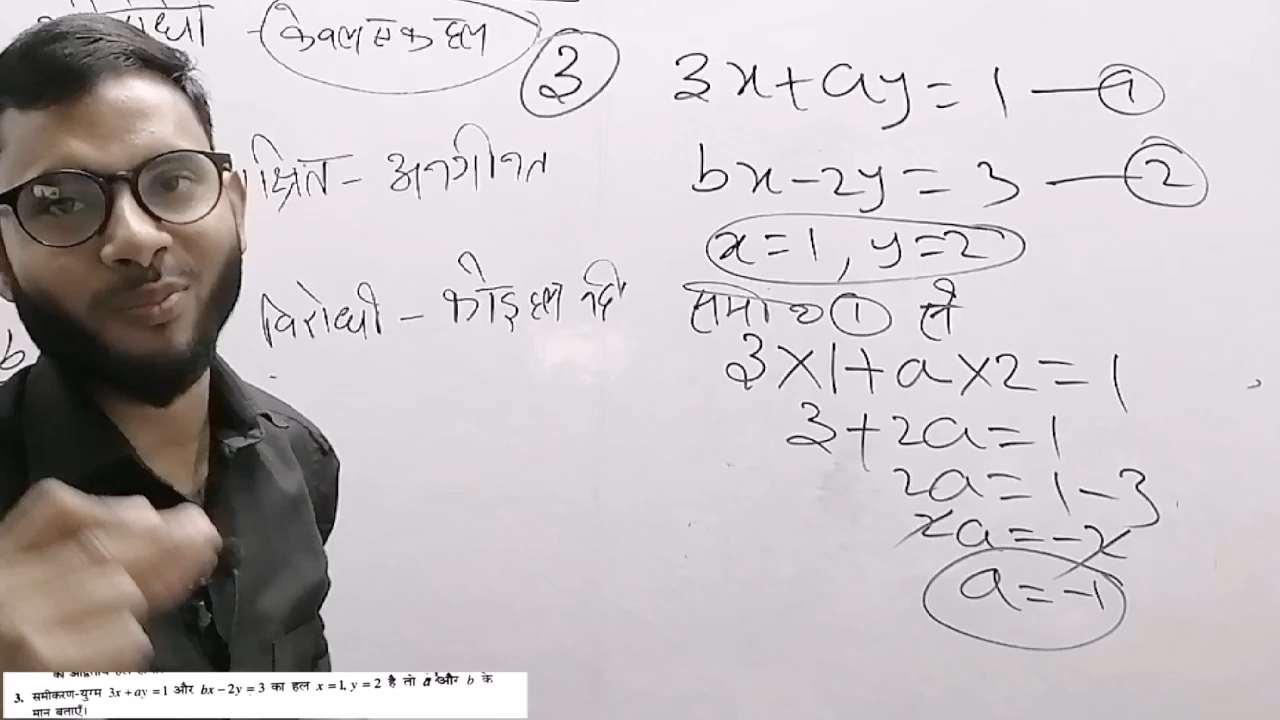 केवल एक हल
क्षित - अनगीनत
विरोधी - कोइ हल नहिं
③ 3x + ay = 1 — ①
bx - 2y = 3 — ②
x = 1, y = 2
समी० ① से
3 × 1 + a × 2 = 1
3 + 2a = 1
2a = 1 - 3
2a = -2
a = -1
3. समीकरण-युग्म 3x + ay = 1 और bx - 2y = 3 का हल x = 1, y = 2 है तो a और b के
मान बताएँ।